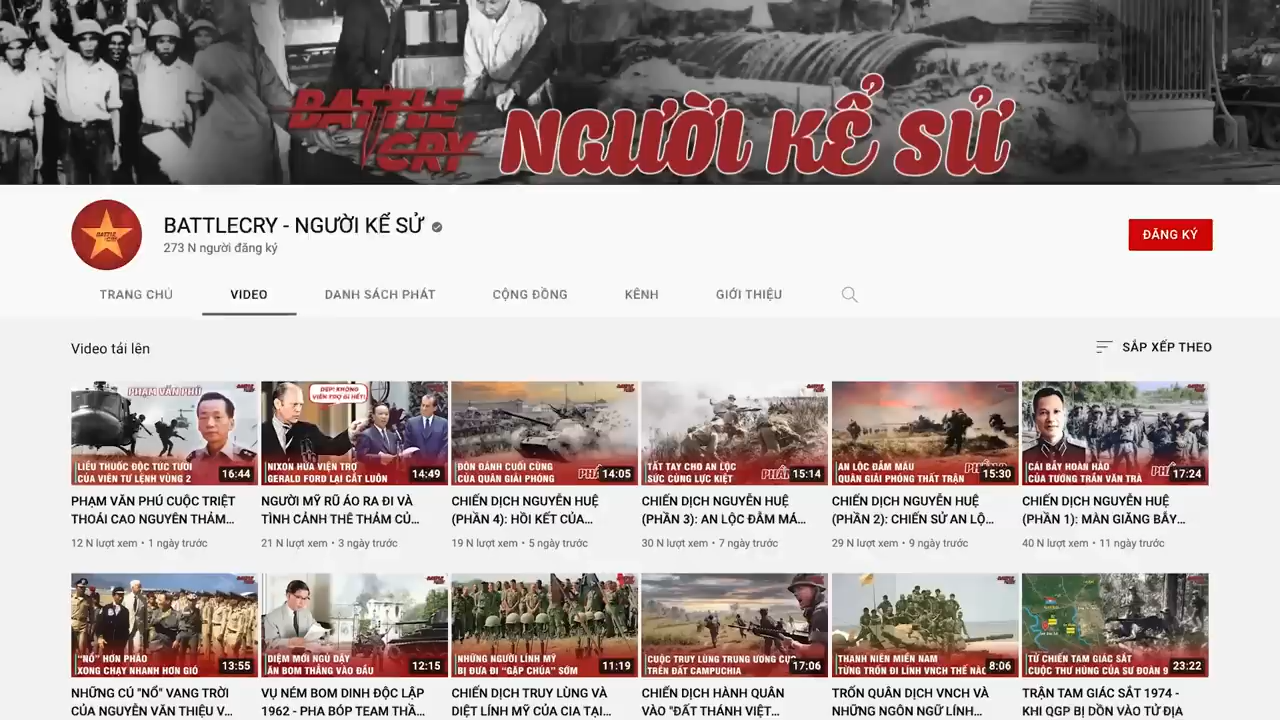 BATTLE
CRY
NGƯỜI KỂ SỬ
BATTLECRY - NGƯỜI KỂ SỬ
273 N người đăng ký
ĐĂNG KÝ
TRANG CHỦ
VIDEO
DANH SÁCH PHÁT
CỘNG ĐỒNG
KÊNH
GIỚI THIỆU
Video tải lên
SẮP XẾP THEO
PHẠM VĂN PHÚ
LIỀU THUỐC ĐỘC TỨC TƯỞI
CỦA VIÊN TƯ LỆNH VÙNG 2
16:44
DẸP! KHÔNG
VIỆN TRỢ GÌ HẾT!
NIXON HỨA VIỆN TRỢ
GERALD FORD LẠI CẮT LUÔN
14:49
ĐÒN ĐÁNH CUỐI CÙNG
CỦA QUÂN GIẢI PHÓNG
14:05
TẤT TAY CHO AN LỘC
SỨC CÙNG LỰC KIỆT
15:14
AN LỘC ĐẪM MÁU
QUÂN GIẢI PHÓNG THẤT TRẬN
15:30
CÁI BẪY HOÀN HẢO
CỦA TƯỚNG TRẦN VĂN TRÀ
17:24
PHẠM VĂN PHÚ CUỘC TRIỆT
THOÁI CAO NGUYÊN THẢM...
12 N lượt xem • 1 ngày trước
NGƯỜI MỸ RŨ ÁO RA ĐI VÀ
TÌNH CẢNH THÊ THẢM CỦ...
21 N lượt xem • 3 ngày trước
CHIẾN DỊCH NGUYỄN HUỆ
(PHẦN 4): HỒI KẾT CỦA...
19 N lượt xem • 5 ngày trước
CHIẾN DỊCH NGUYỄN HUỆ
(PHẦN 3): AN LỘC ĐẪM MÁ...
30 N lượt xem • 7 ngày trước
CHIẾN DỊCH NGUYỄN HUỆ
(PHẦN 2): CHIẾN SỬ AN LỘ...
29 N lượt xem • 9 ngày trước
CHIẾN DỊCH NGUYỄN HUỆ
(PHẦN 1): MÀN GIĂNG BẪY...
40 N lượt xem • 11 ngày trước
"NỔ" HƠN PHÁO
XONG CHẠY NHANH HƠN GIÓ
13:55
DIỆM MỚI NGỦ DẬY
ĂN BOM THẲNG VÀO ĐẦU
12:15
NHỮNG NGƯỜI LÍNH MỸ
BỊ ĐƯA ĐI "GẶP CHÚA" SỚM
11:19
CUỘC TRUY LÙNG TRUNG ƯƠNG CỤC
TRÊN ĐẤT CAMPUCHIA
17:06
THANH NIÊN MIỀN NAM
TỪNG TRỐN ĐI LÍNH VNCH THẾ NÀO
8:06
TỪ CHIẾN TAM GIÁC SẮT
CUỘC THƯ HÙNG CỦA SƯ ĐOÀN 9
23:22
NHỮNG CÚ "NỔ" VANG TRỜI
CỦA NGUYỄN VĂN THIỆU V...
VỤ NÉM BOM DINH ĐỘC LẬP
1962 - PHA BÓP TEAM THẦ...
CHIẾN DỊCH TRUY LÙNG VÀ
DIỆT LÍNH MỸ CỦA CIA TẠI...
CHIẾN DỊCH HÀNH QUÂN
VÀO "ĐẤT THÁNH VIỆT...
TRỐN QUÂN DỊCH VNCH VÀ
NHỮNG NGÔN NGỮ LÍNH...
TRẬN TAM GIÁC SẮT 1974 -
KHI QGP BỊ DỒN VÀO TỬ ĐỊA